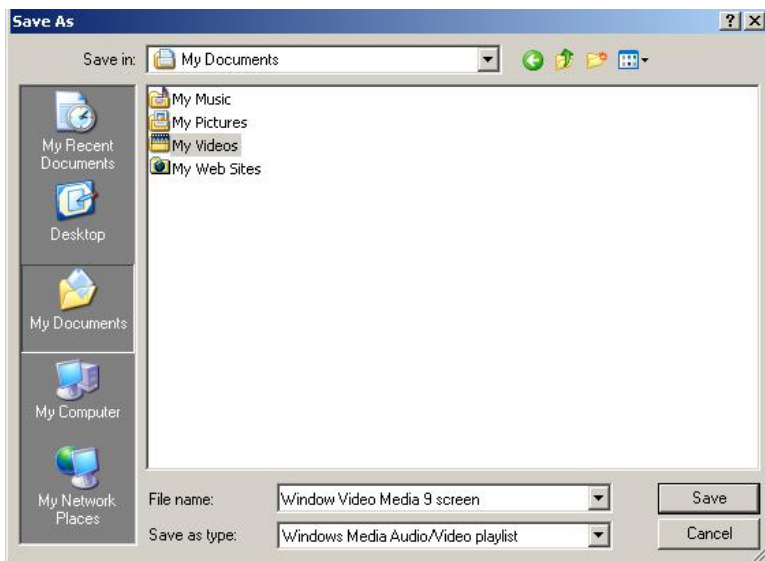 Save As
Save in:
My Documents
My Recent
Documents
Desktop
My Documents
My Computer
My Network
Places
My Music
My Pictures
My Videos
My Web Sites
File name:
Window Video Media 9 screen
Save
Save as type:
Windows Media Audio/Video playlist
Cancel